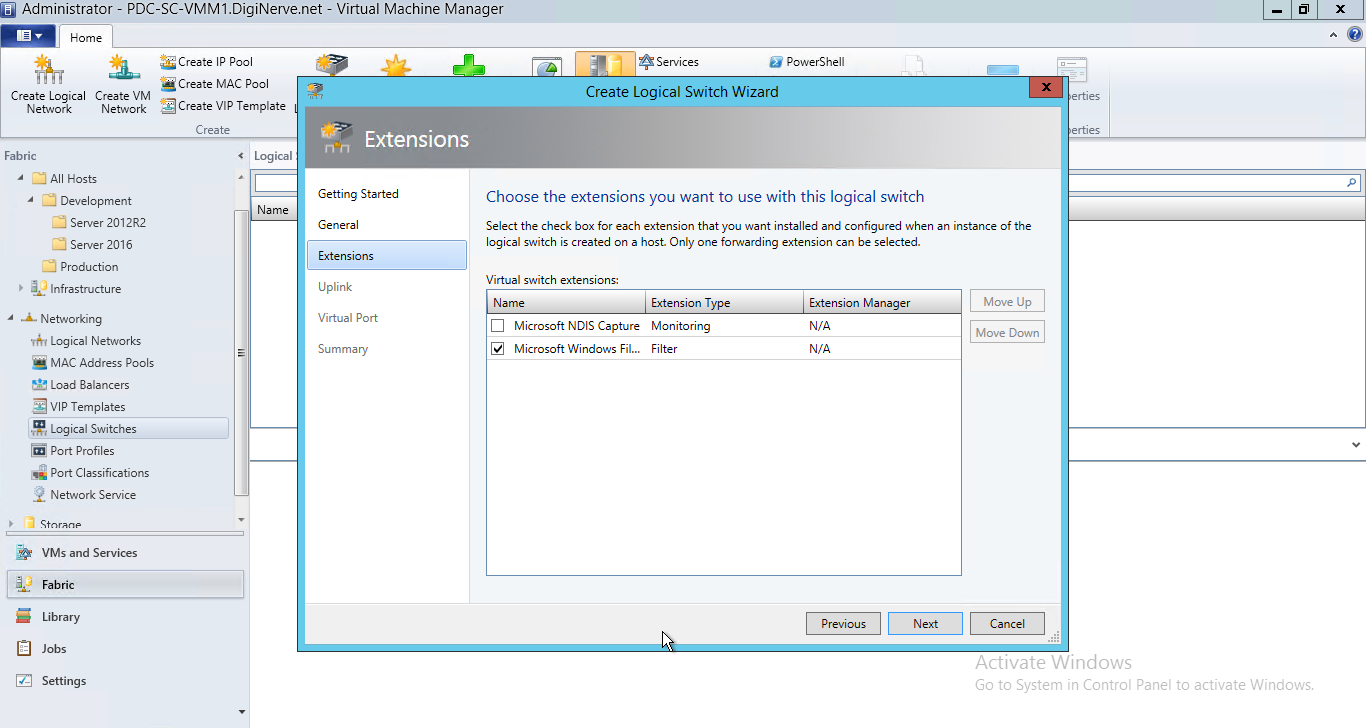 Administrator - PDC-SC-VMM1.DigiNerve.net - Virtual Machine Manager
Home
Create Logical Network
Create VM Network
Create IP Pool
Create MAC Pool
Create VIP Template
Create
Services
PowerShell
Fabric
All Hosts
Development
Server 2012R2
Server 2016
Production
Infrastructure
Networking
Logical Networks
MAC Address Pools
Load Balancers
VIP Templates
Logical Switches
Port Profiles
Port Classifications
Network Service
Storage
VMs and Services
Fabric
Library
Jobs
Settings
Logical
Name
Create Logical Switch Wizard
Extensions
Getting Started
General
Extensions
Uplink
Virtual Port
Summary
Choose the extensions you want to use with this logical switch
Select the check box for each extension that you want installed and configured when an instance of the
logical switch is created on a host. Only one forwarding extension can be selected.
Virtual switch extensions:
Name Extension Type Extension Manager
Microsoft NDIS Capture Monitoring N/A
Microsoft Windows Fil... Filter N/A
Move Up
Move Down
Previous Next Cancel
Activate Windows
Go to System in Control Panel to activate Windows.